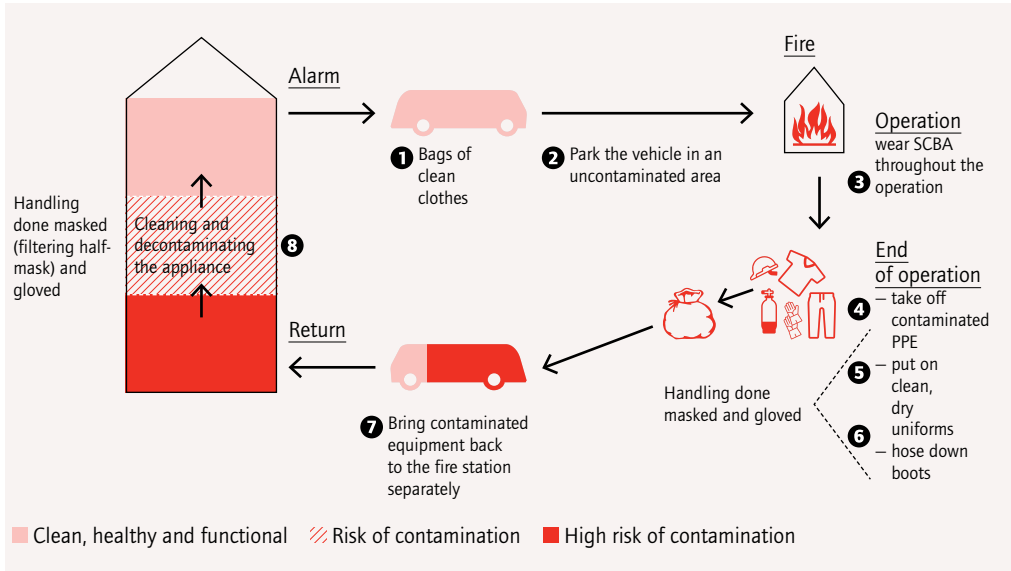 Alarm
Fire
1 Bags of
clean
clothes
2 Park the vehicle in an
uncontaminated area
Operation
wear SCBA
throughout the
3 operation
End
of operation
4 – take off
contaminated
PPE
5 – put on
clean,
dry
uniforms
6 – hose down
boots
Handling done
masked and gloved
7 Bring contaminated
equipment back
to the fire station
separately
Return
8
Cleaning and
decontaminating
the appliance
Handling
done masked
(filtering half-
mask) and
gloved
Clean, healthy and functional
Risk of contamination
High risk of contamination